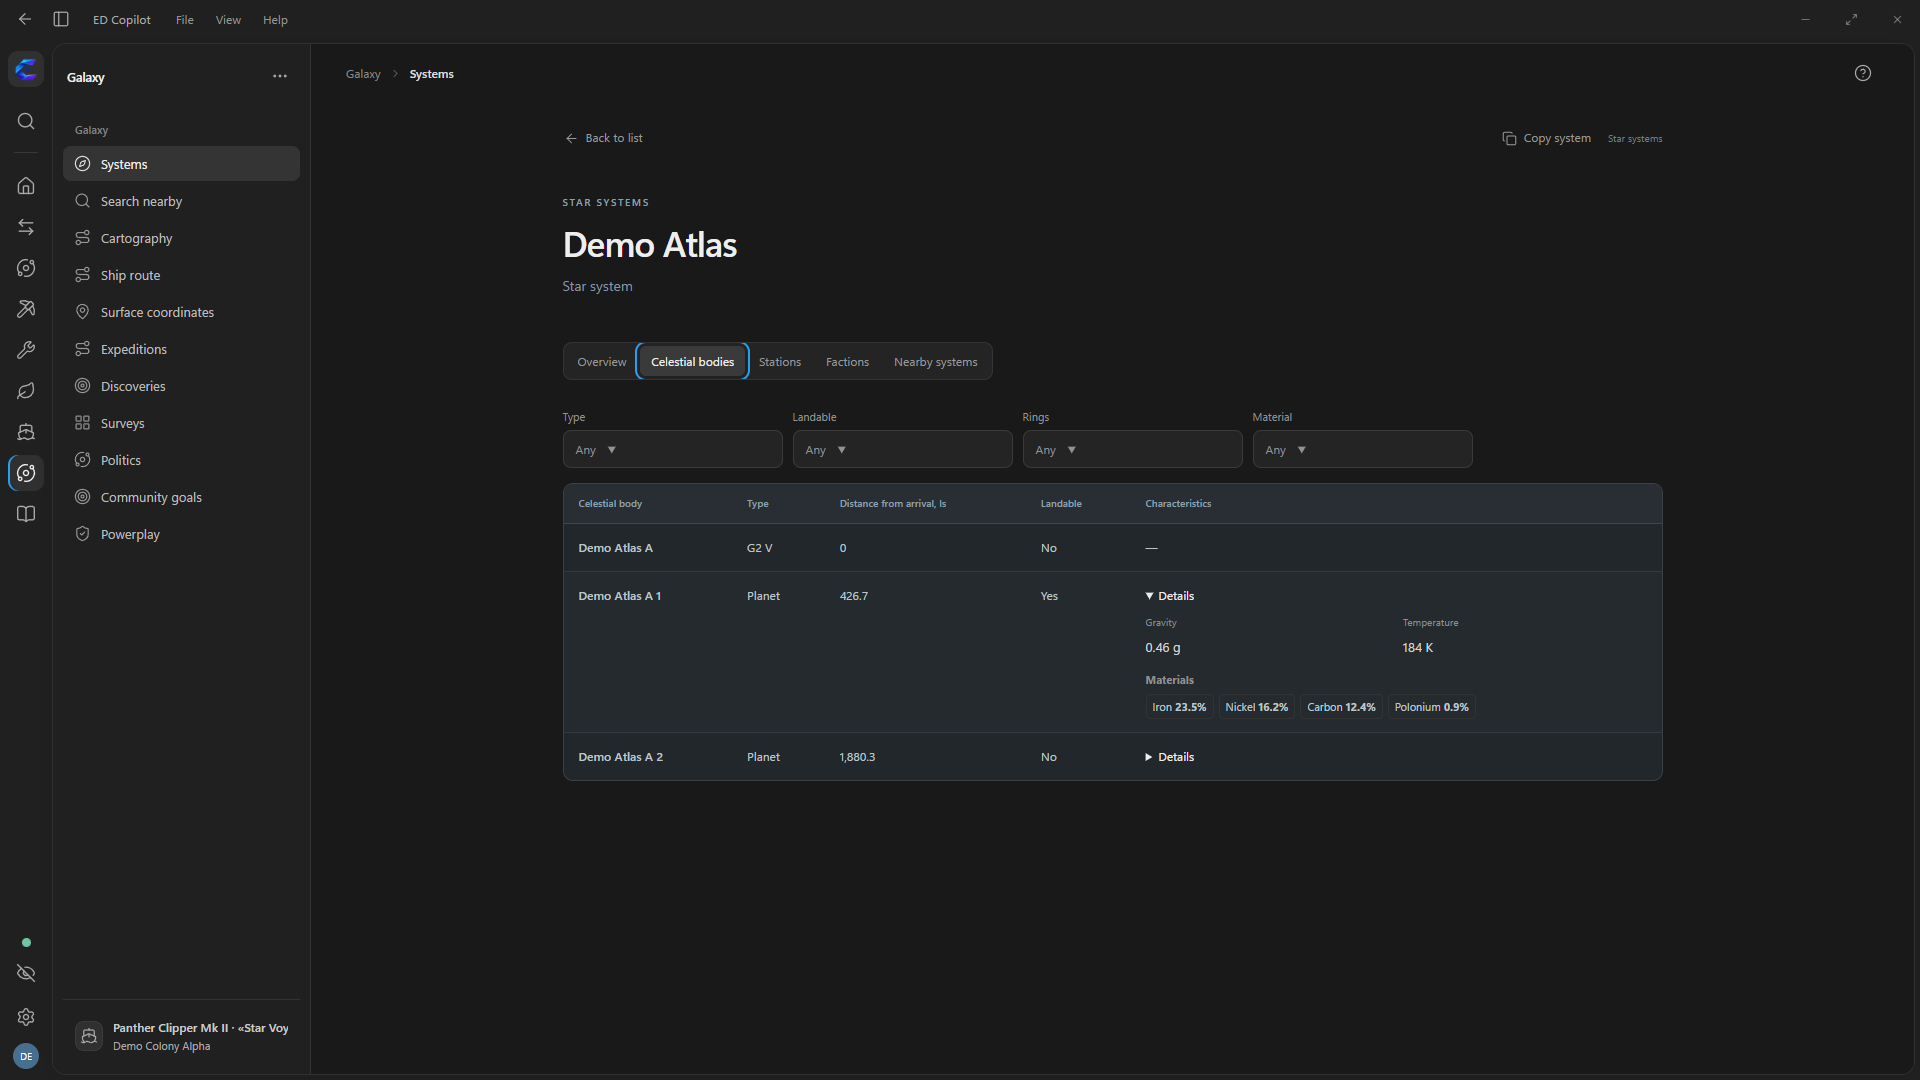 ED Copilot File View Help
Galaxy
Galaxy > Systems
Galaxy
Systems
Search nearby
Cartography
Ship route
Surface coordinates
Expeditions
Discoveries
Surveys
Politics
Community goals
Powerplay
Panther Clipper Mk II · «Star Voy
Demo Colony Alpha
DE
Back to list
Copy system Star systems
STAR SYSTEMS
Demo Atlas
Star system
Overview Celestial bodies Stations Factions Nearby systems
Type Landable Rings Material
Any Any Any Any
Celestial body Type Distance from arrival, ls Landable Characteristics
Demo Atlas A G2 V 0 No —
Demo Atlas A 1 Planet 426.7 Yes Details
Gravity Temperature
0.46 g 184 K
Materials
Iron 23.5% Nickel 16.2% Carbon 12.4% Polonium 0.9%
Demo Atlas A 2 Planet 1,880.3 No Details